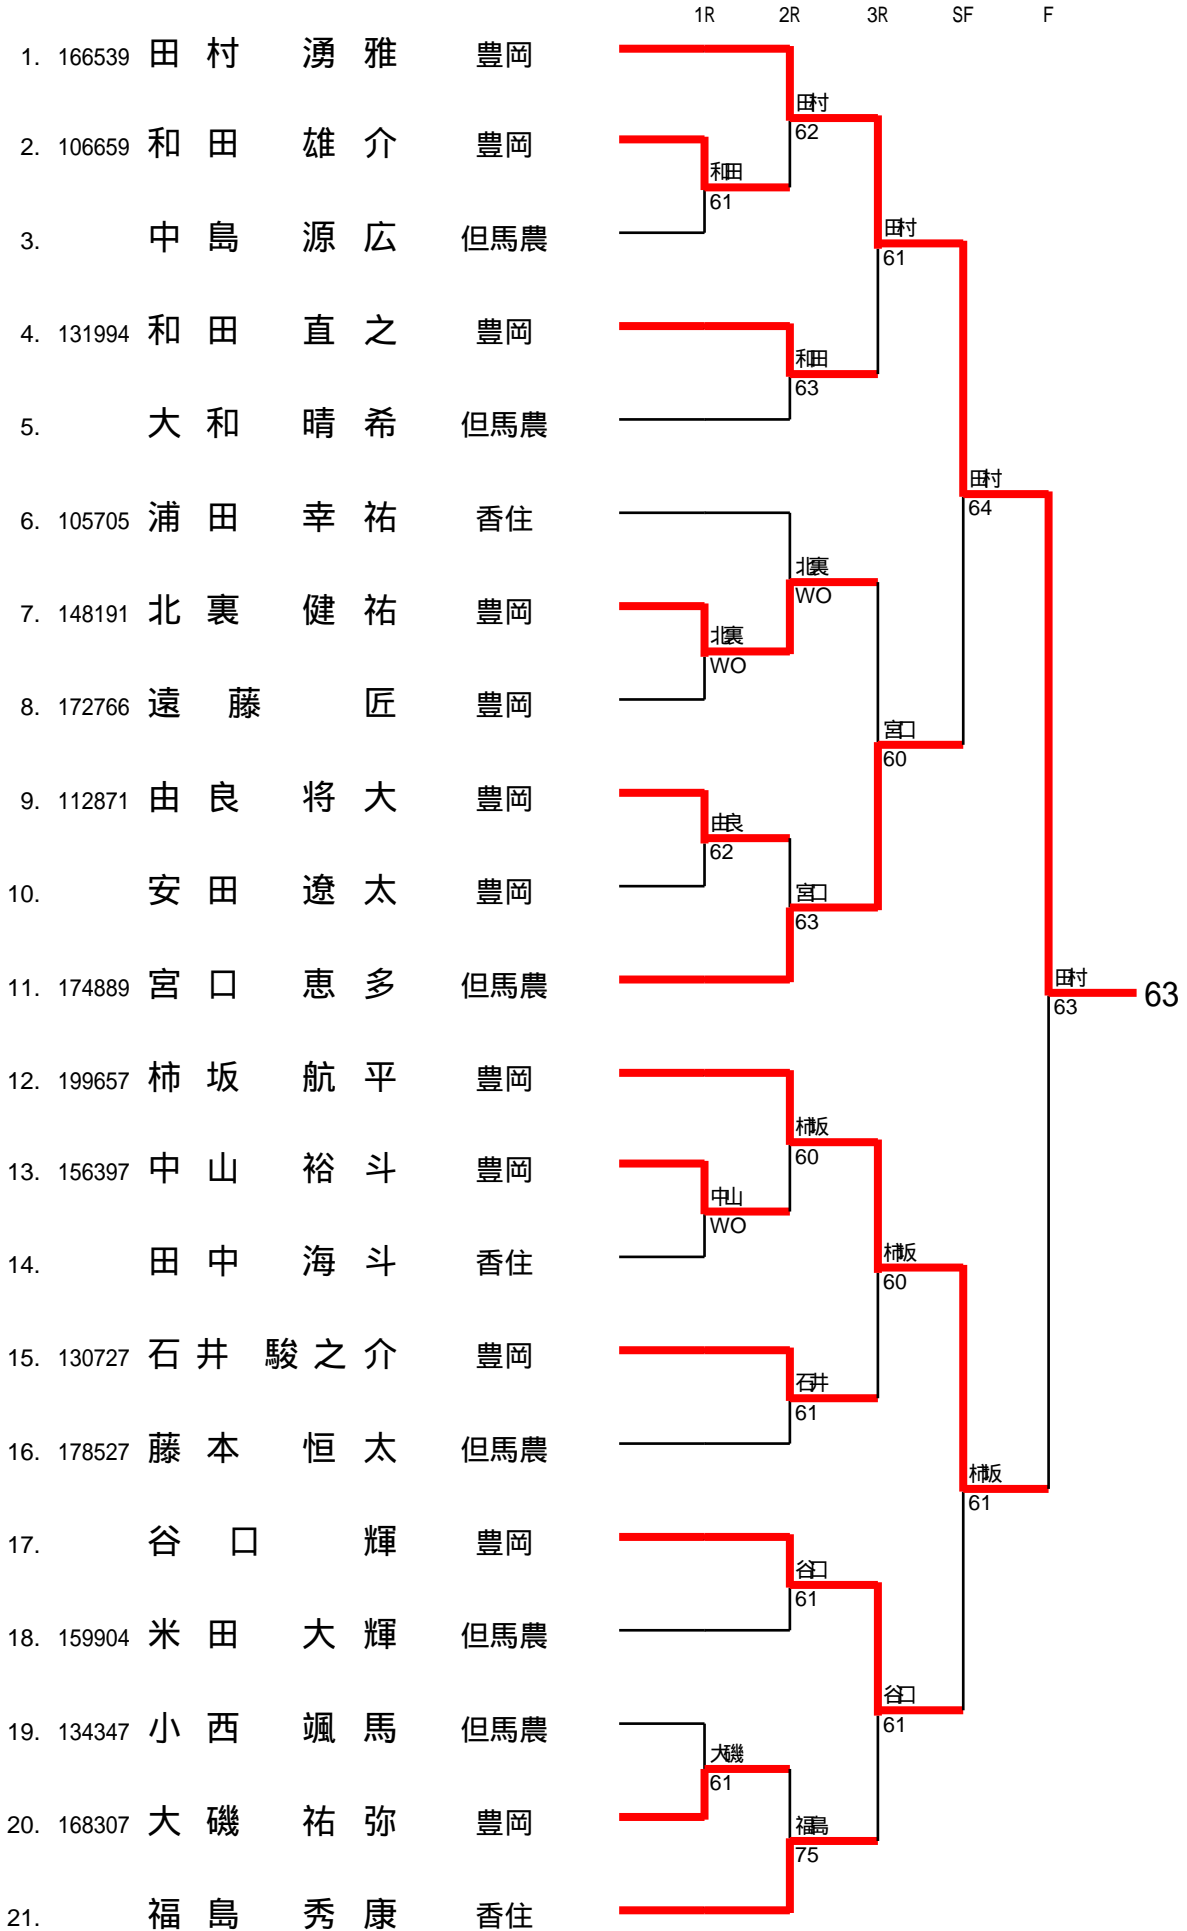 1R 2R 3R SF F
1. 166539 田村 湧雅 豊岡
田村
62
2. 106659 和田 雄介 豊岡
和田
61
3. 中島 源広 但馬農
田村
61
4. 131994 和田 直之 豊岡
和田
63
5. 大和 晴希 但馬農
田村
64
6. 105705 浦田 幸祐 香住
北裏
WO
7. 148191 北裏 健祐 豊岡
北裏
WO
8. 172766 遠藤 匠 豊岡
宮口
60
9. 112871 由良 将大 豊岡
由良
62
10. 安田 遼太 豊岡
宮口
63
11. 174889 宮口 恵多 但馬農
田村
63
63
12. 199657 柿坂 航平 豊岡
柿坂
60
13. 156397 中山 裕斗 豊岡
中山
WO
14. 田中 海斗 香住
柿坂
60
15. 130727 石井 駿之介 豊岡
石井
61
16. 178527 藤本 恒太 但馬農
柿坂
61
17. 谷口 輝 豊岡
谷口
61
18. 159904 米田 大輝 但馬農
谷口
61
19. 134347 小西 颯馬 但馬農
大磯
61
20. 168307 大磯 祐弥 豊岡
福島
75
21. 福島 秀康 香住